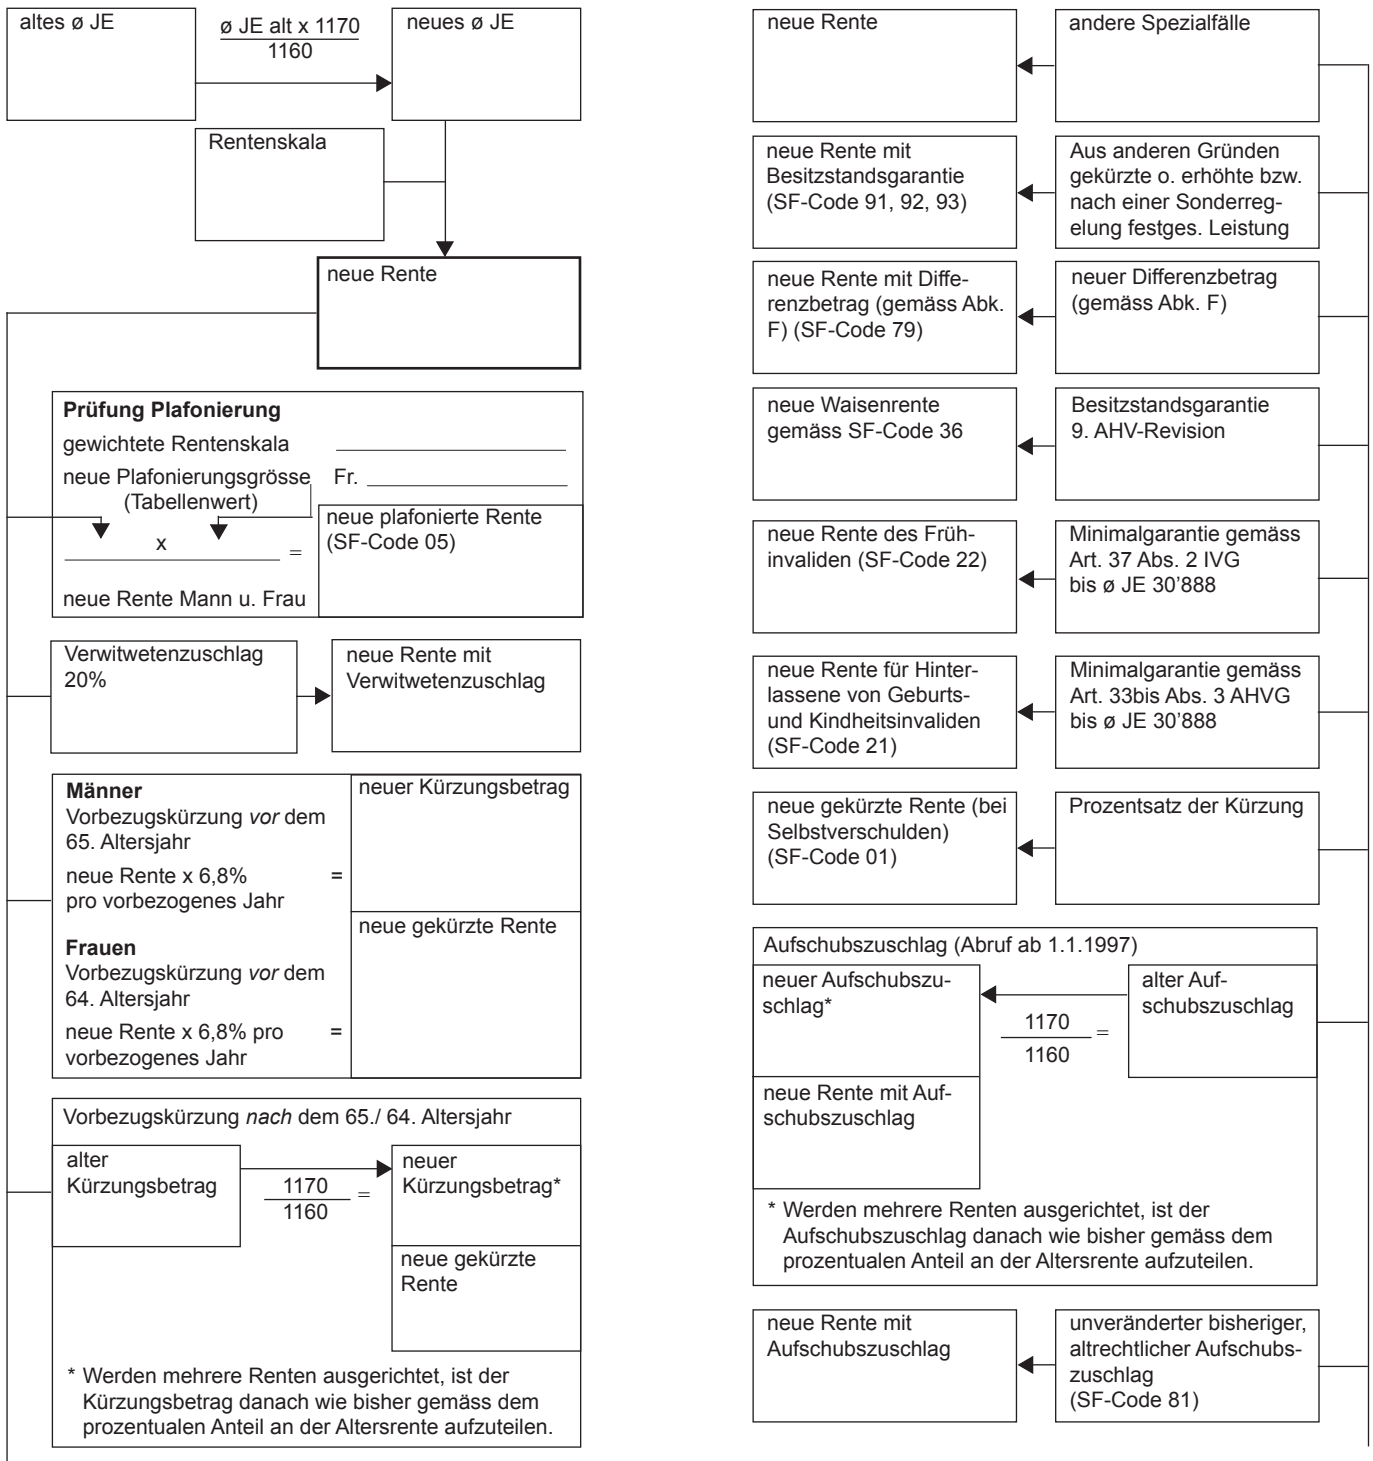 altes ø JE
ø JE alt x 1170
1160
neues ø JE
Rentenskala
neue Rente
Prüfung Plafonierung
gewichtete Rentenskala
neue Plafonierungsgrösse
(Tabellenwert)
Fr.
x
=
neue plafonierte Rente
(SF-Code 05)
neue Rente Mann u. Frau
Verwitwetenzuschlag
20%
neue Rente mit
Verwitwetenzuschlag
Männer
Vorbezugskürzung vor dem
65. Altersjahr
neue Rente x 6,8% =
pro vorbezogenes Jahr
neuer Kürzungsbetrag
Frauen
Vorbezugskürzung vor dem
64. Altersjahr
neue Rente x 6,8% pro =
vorbezogenes Jahr
neue gekürzte Rente
Vorbezugskürzung nach dem 65./ 64. Altersjahr
alter
Kürzungsbetrag
1170
1160
=
neuer
Kürzungsbetrag*
neue gekürzte
Rente
* Werden mehrere Renten ausgerichtet, ist der
Kürzungsbetrag danach wie bisher gemäss dem
prozentualen Anteil an der Altersrente aufzuteilen.
neue Rente
andere Spezialfälle
neue Rente mit
Besitzstandsgarantie
(SF-Code 91, 92, 93)
Aus anderen Gründen
gekürzte o. erhöhte bzw.
nach einer Sonderreg-
elung festges. Leistung
neue Rente mit Diffe-
renzbetrag (gemäss Abk.
F) (SF-Code 79)
neuer Differenzbetrag
(gemäss Abk. F)
neue Waisenrente
gemäss SF-Code 36
Besitzstandsgarantie
9. AHV-Revision
neue Rente des Früh-
invaliden (SF-Code 22)
Minimalgarantie gemäss
Art. 37 Abs. 2 IVG
bis ø JE 30’888
neue Rente für Hinter-
lassene von Geburts-
und Kindheitsinvaliden
(SF-Code 21)
Minimalgarantie gemäss
Art. 33bis Abs. 3 AHVG
bis ø JE 30’888
neue gekürzte Rente (bei
Selbstverschulden)
(SF-Code 01)
Prozentsatz der Kürzung
Aufschubszuschlag (Abruf ab 1.1.1997)
neuer Aufschubszu-
schlag*
1170
1160
=
alter Auf-
schubszuschlag
neue Rente mit Auf-
schubszuschlag
* Werden mehrere Renten ausgerichtet, ist der
Aufschubszuschlag danach wie bisher gemäss dem
prozentualen Anteil an der Altersrente aufzuteilen.
neue Rente mit
Aufschubszuschlag
unveränderter bisheriger,
altrechtlicher Aufschubs-
zuschlag
(SF-Code 81)